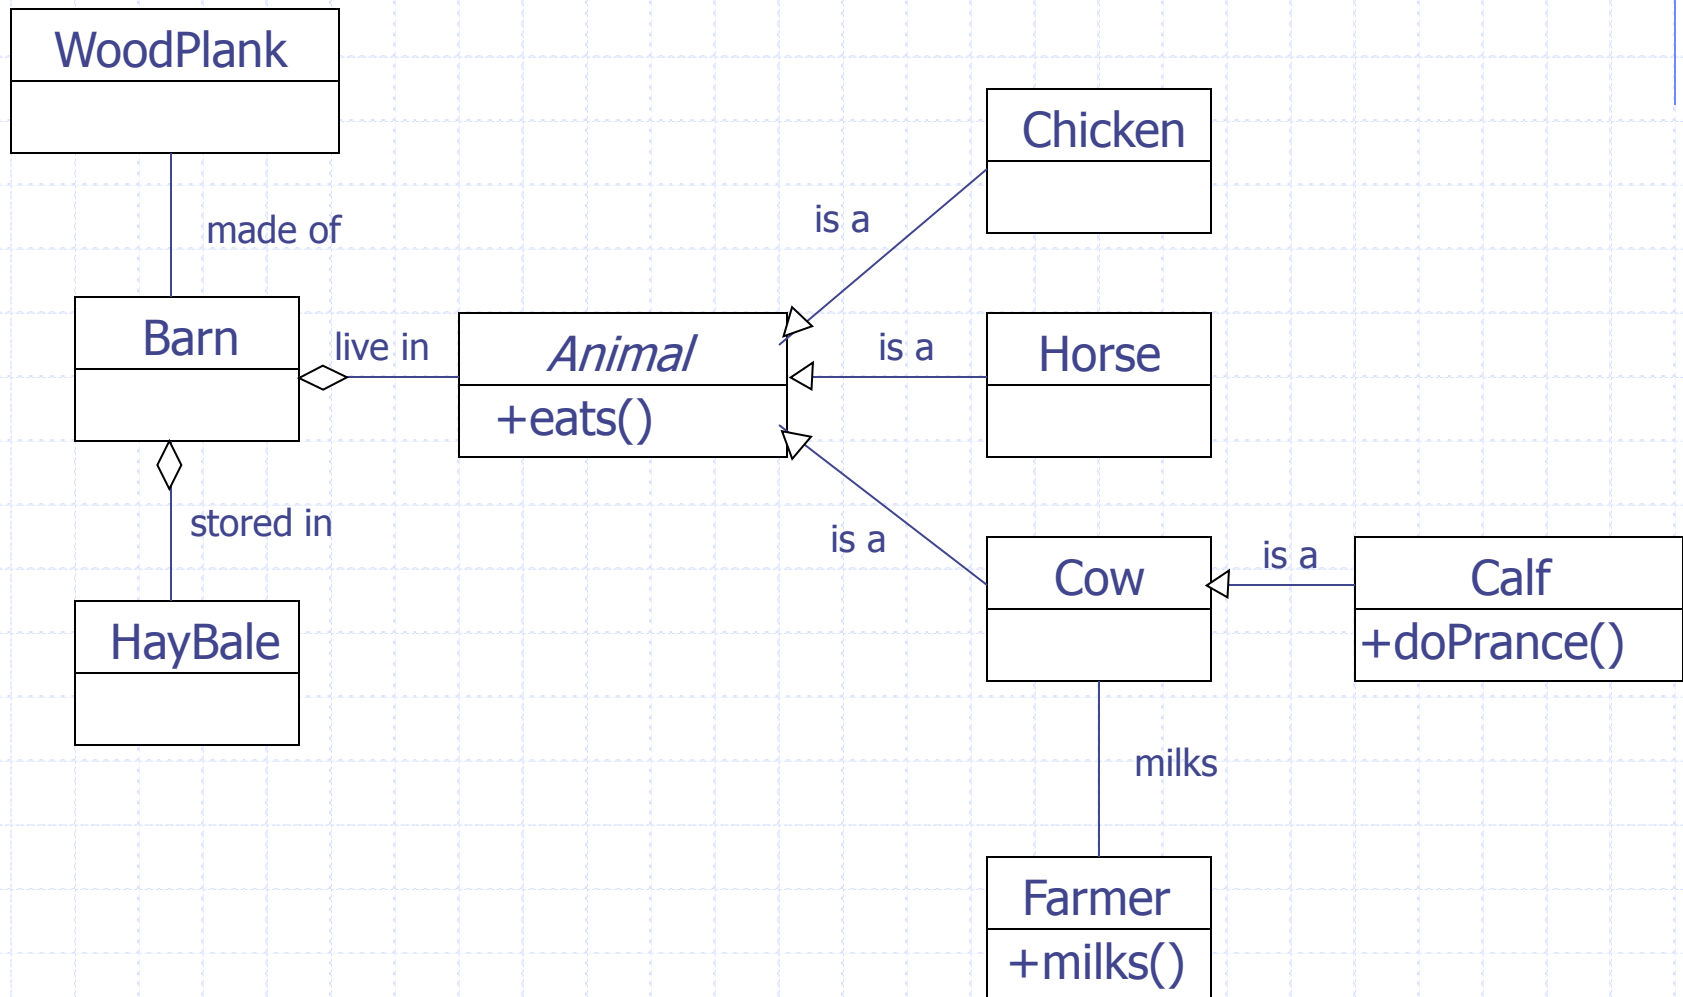 WoodPlank
Chicken
is a
made of
Barn
live in
Animal
+eats()
is a
Horse
stored in
is a
Cow
is a
Calf
+doPrance()
HayBale
milks
Farmer
+milks()